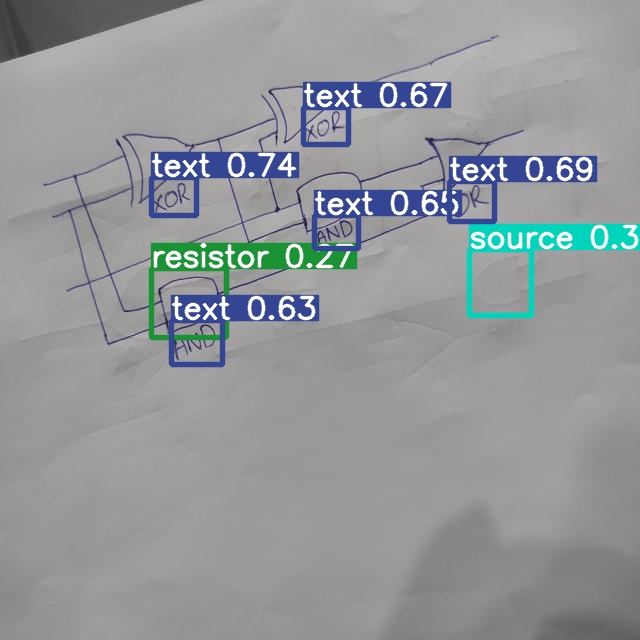 text 0.67
XOR
text 0.74
XOR
text 0.69
OR
text 0.65
AND
source 0.3
resistor 0.27
text 0.63
AND